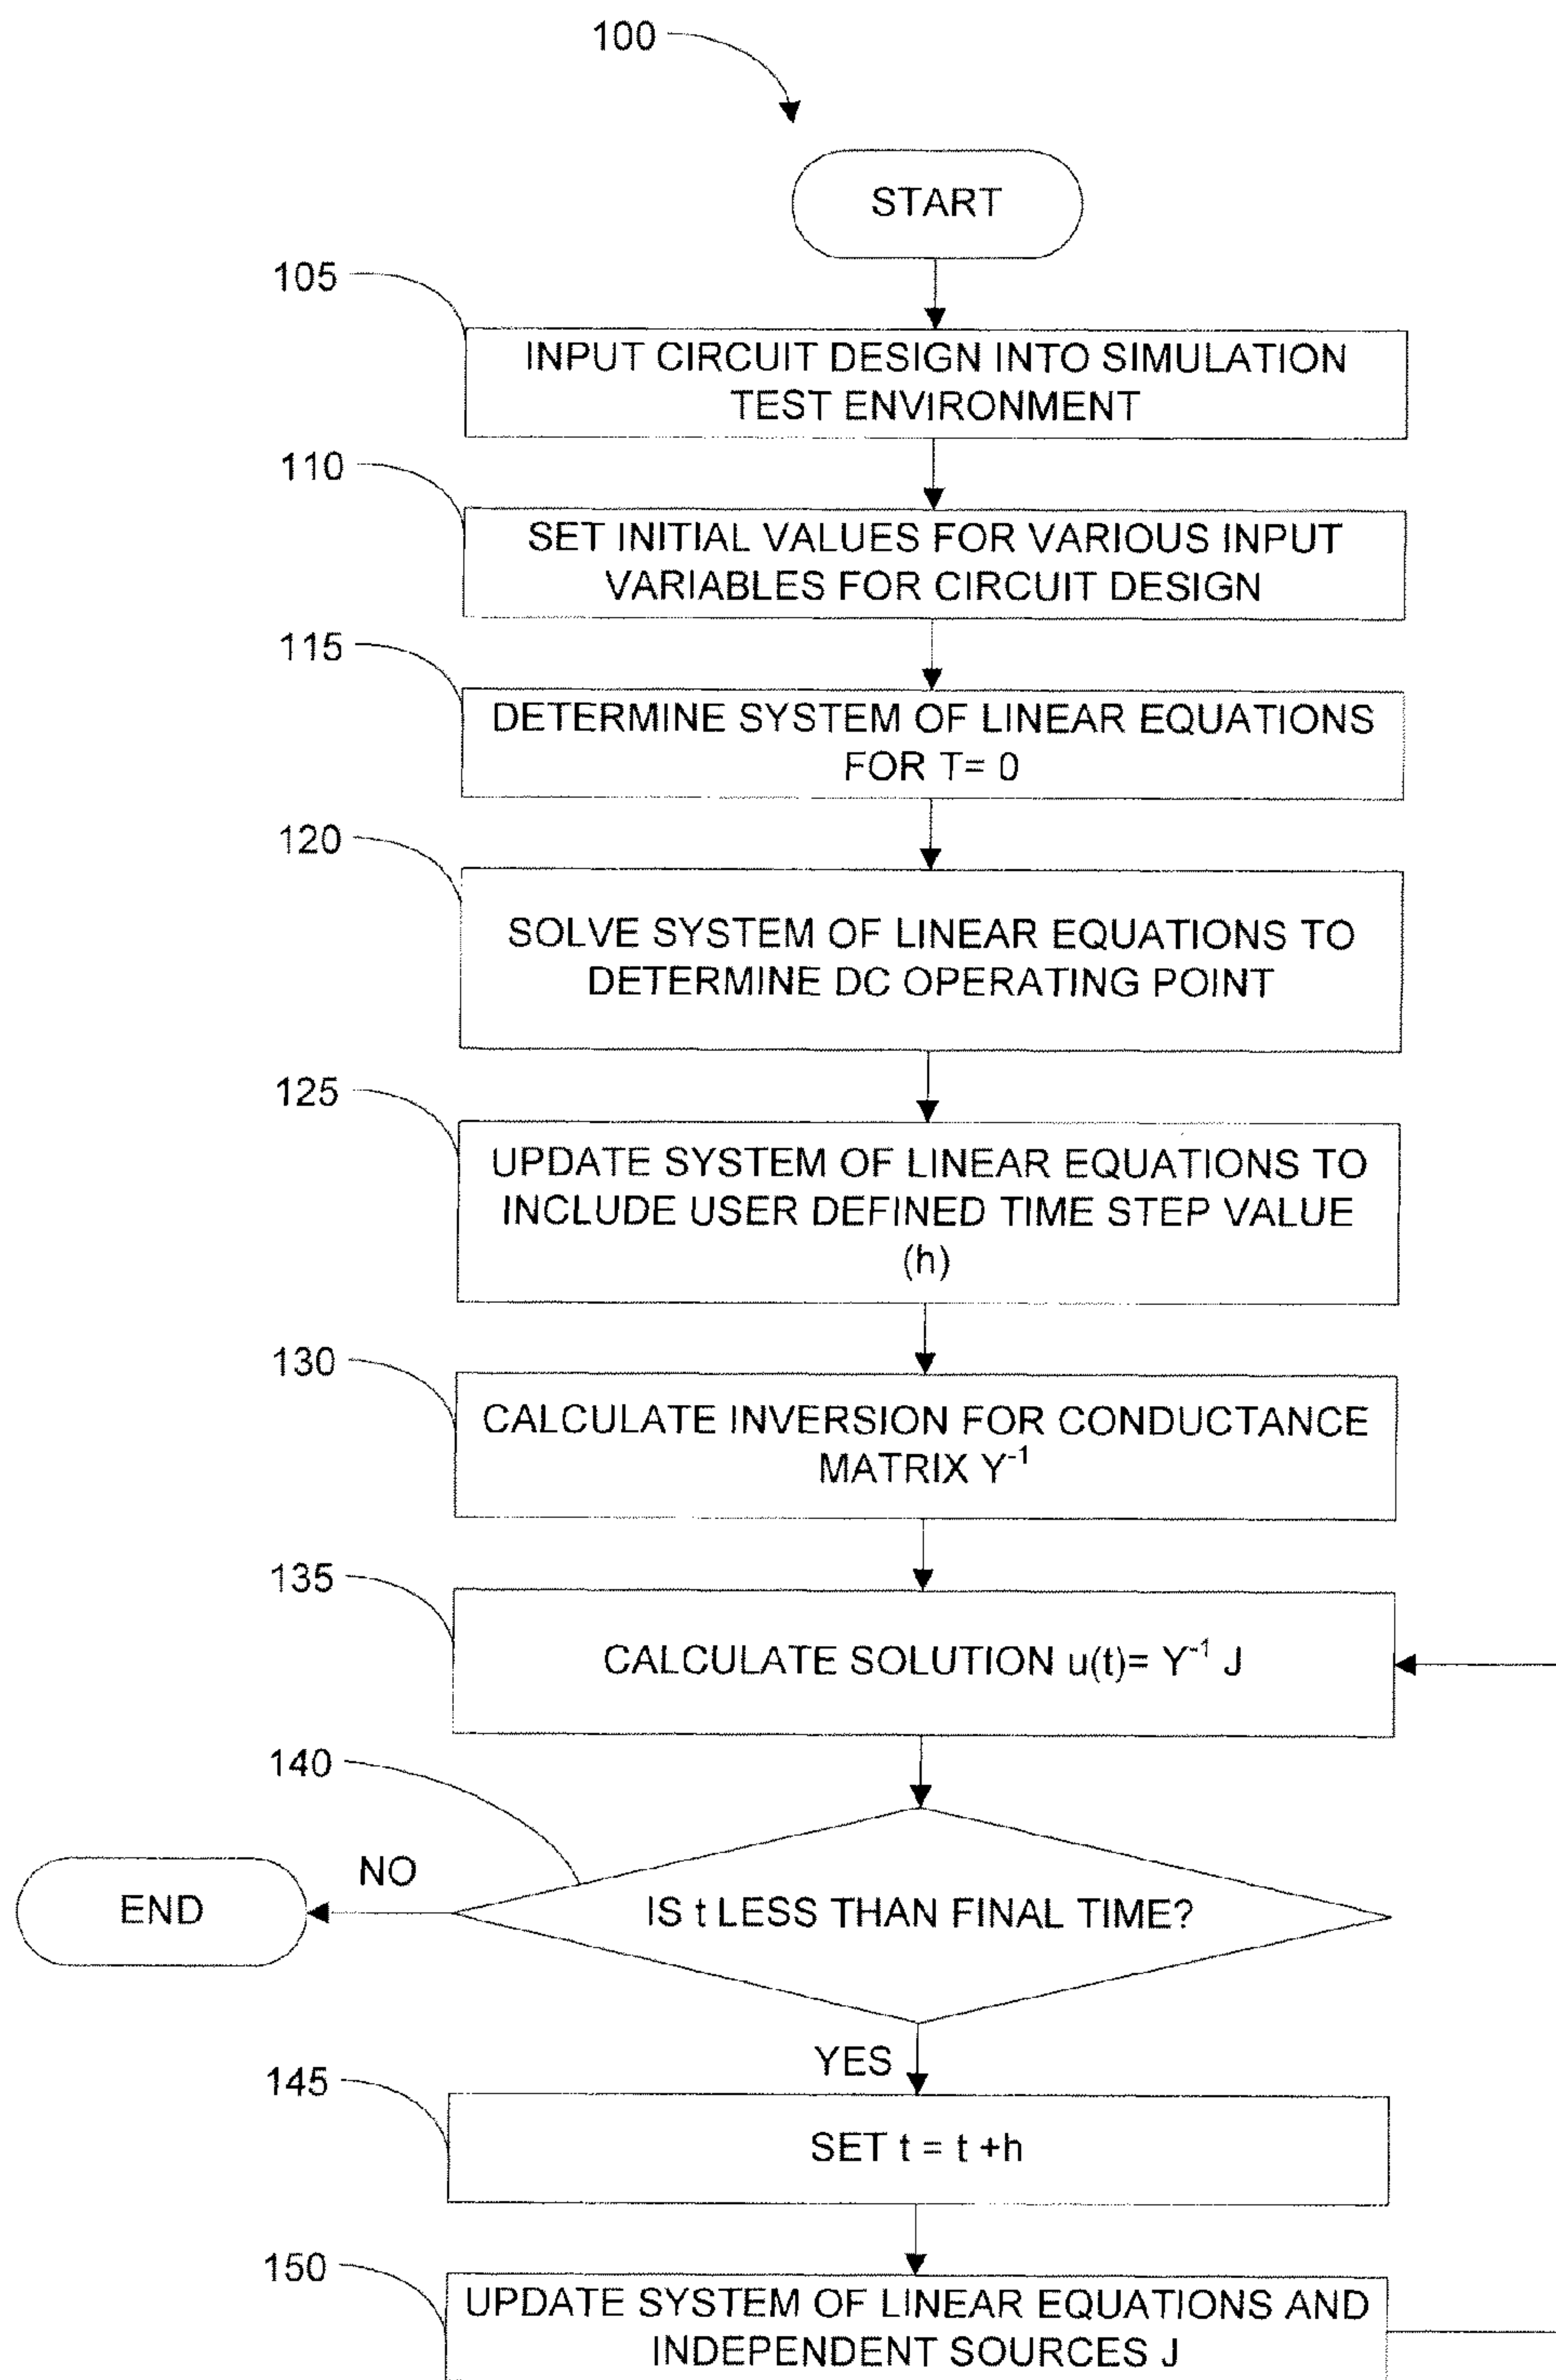 100
START
105
INPUT CIRCUIT DESIGN INTO SIMULATION
TEST ENVIRONMENT
110
SET INITIAL VALUES FOR VARIOUS INPUT
VARIABLES FOR CIRCUIT DESIGN
115
DETERMINE SYSTEM OF LINEAR EQUATIONS
FOR T= 0
120
SOLVE SYSTEM OF LINEAR EQUATIONS TO
DETERMINE DC OPERATING POINT
125
UPDATE SYSTEM OF LINEAR EQUATIONS TO
INCLUDE USER DEFINED TIME STEP VALUE
(h)
130
CALCULATE INVERSION FOR CONDUCTANCE
MATRIX Y⁻¹
135
CALCULATE SOLUTION u(t)= Y⁻¹ J
140
IS t LESS THAN FINAL TIME?
NO
END
YES
145
SET t = t +h
150
UPDATE SYSTEM OF LINEAR EQUATIONS AND
INDEPENDENT SOURCES J